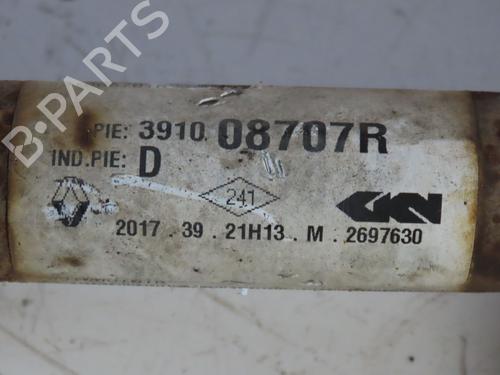 B-PARTS
PIE: 3910 08707R
IND.PIE: D
241
GKN
2017 . 39 . 21H13 . M . 2697630